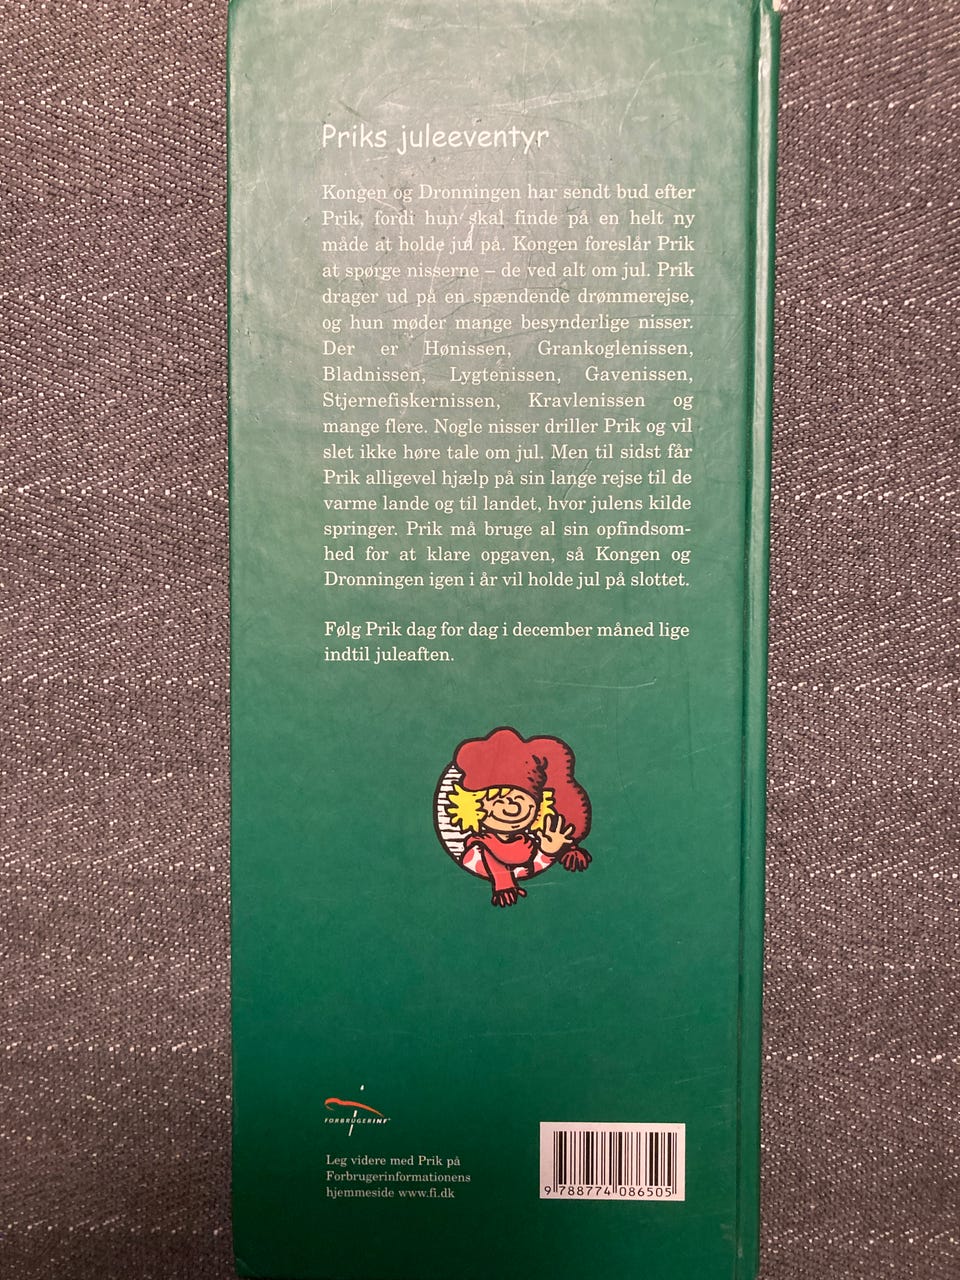 Priks juleeventyr
Kongen og Dronningen har sendt bud efter
Prik, fordi hun skal finde på en helt ny
måde at holde jul på. Kongen foreslår Prik
at spørge nisserne – de ved alt om jul. Prik
drager ud på en spændende drømmerejse,
og hun møder mange besynderlige nisser.
Der er Hønissen, Grankoglenissen,
Bladnissen, Lygtenissen, Gavenissen,
Stjernefiskernissen, Kravlenissen og
mange flere. Nogle nisser driller Prik og vil
slet ikke høre tale om jul. Men til sidst får
Prik alligevel hjælp på sin lange rejse til de
varme lande og til landet, hvor julens kilde
springer. Prik må bruge al sin opfindsom-
hed for at klare opgaven, så Kongen og
Dronningen igen i år vil holde jul på slottet.
Følg Prik dag for dag i december måned lige
indtil juleaften.
FORBRUGERINF
Leg videre med Prik på
Forbrugerinformationens
hjemmeside www.fi.dk
9 788774 086505